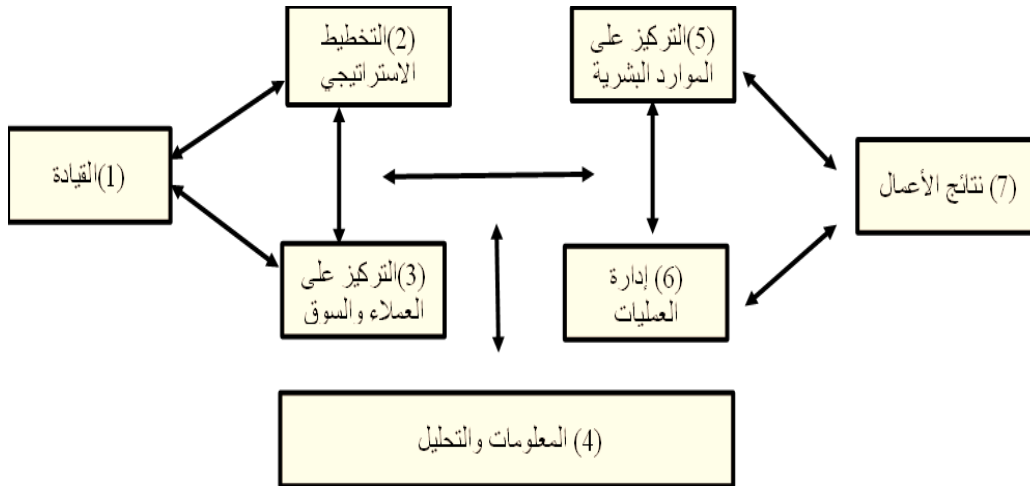 (1)القيادة
(2)التخطيط
الاستراتيجي
(3)التركيز على
العملاء والسوق
(4) المعلومات والتحليل
(5)التركيز على
الموارد البشرية
(6) إدارة
العمليات
(7) نتائج الأعمال